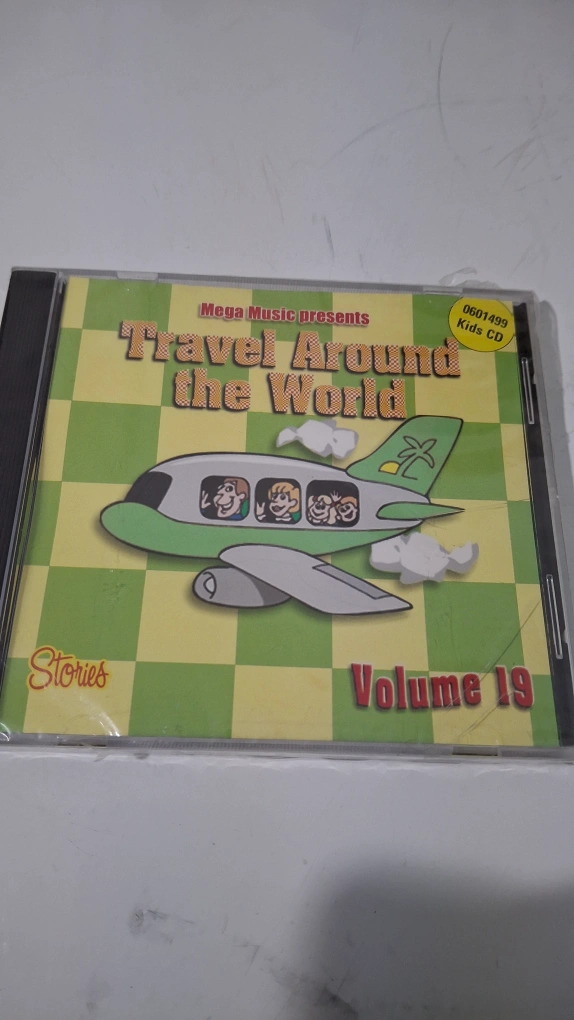 Mega Music presents
0601499
Kids CD
Travel Around
the World
Stories
Volume 19